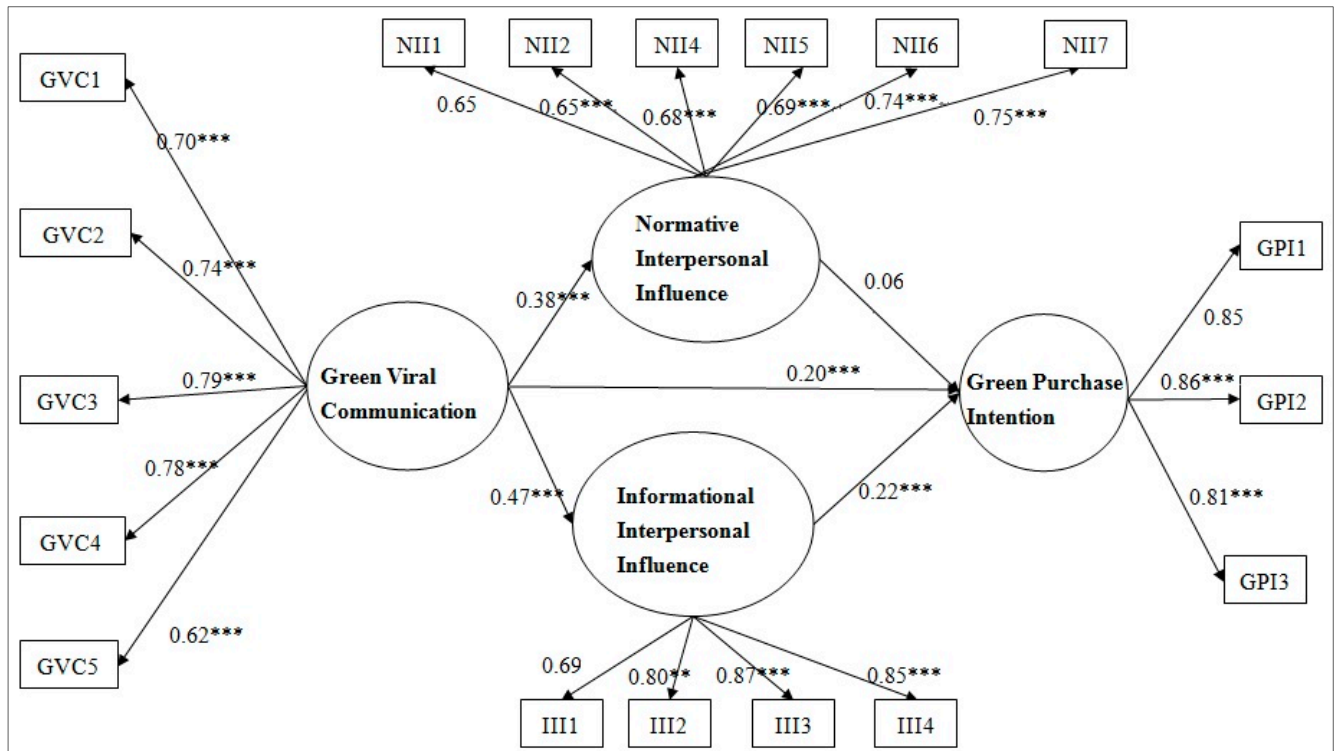 NII1
NII2
NII4
NII5
NII6
NII7
GVC1
0.65
0.65***
0.68***
0.69***
0.74***
0.75***
0.70***
GVC2
Normative
Interpersonal
Influence
GPI1
0.74***
0.38***
0.06
0.85
GVC3
0.79***
Green Viral
Communication
0.20***
Green Purchase
Intention
0.86***
GPI2
0.78***
0.47***
Informational
Interpersonal
Influence
0.22***
0.81***
GVC4
GPI3
GVC5
0.62***
0.69
0.80**
0.87***
0.85***
III1
III2
III3
III4